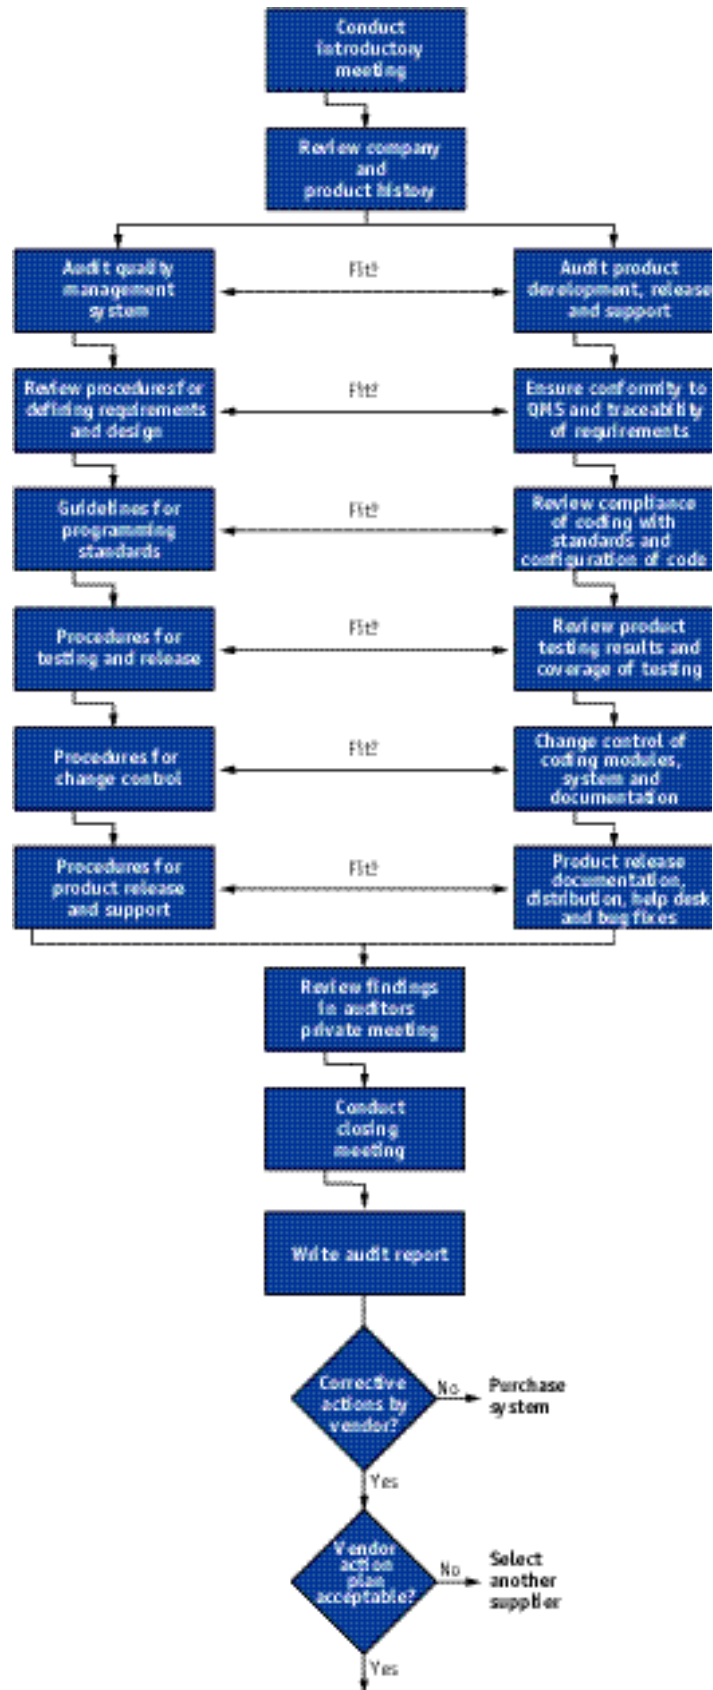 Conduct
introductory
meeting
Review company
and
product history
Audit quality
management
system
Fit?
Audit product
development, release
and support
Review procedures for
defining requirements
and design
Fit?
Ensure conformity to
QMS and traceability
of requirements
Guidelines for
programming
standards
Fit?
Review compliance
of coding with
standards and
configuration of code
Procedures for
testing and release
Fit?
Review product
testing results and
coverage of testing
Procedures for
change control
Fit?
Change control of
coding modules,
system and
documentation
Procedures for
product release
and support
Fit?
Product release
documentation,
distribution, help desk
and bug fixes
Review findings
in auditors
private meeting
Conduct
closing
meeting
Write audit report
Corrective
actions by
vendor?
No
Purchase
system
Yes
Vendor
action
plan
acceptable?
No
Select
another
supplier
Yes